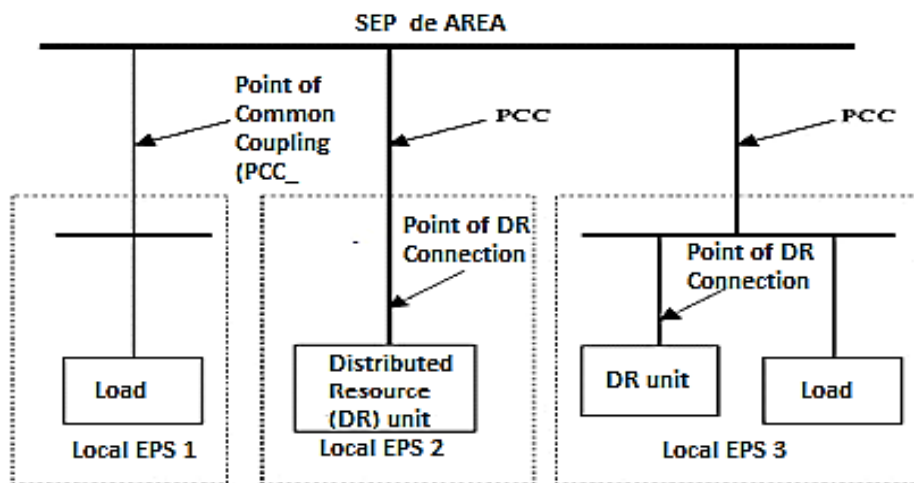 SEP de AREA
Point of
Common
Coupling
(PCC_
PCC
PCC
Point of DR
Connection
Point of DR
Connection
Load
Distributed
Resource
(DR) unit
DR unit
Load
Local EPS 1
Local EPS 2
Local EPS 3